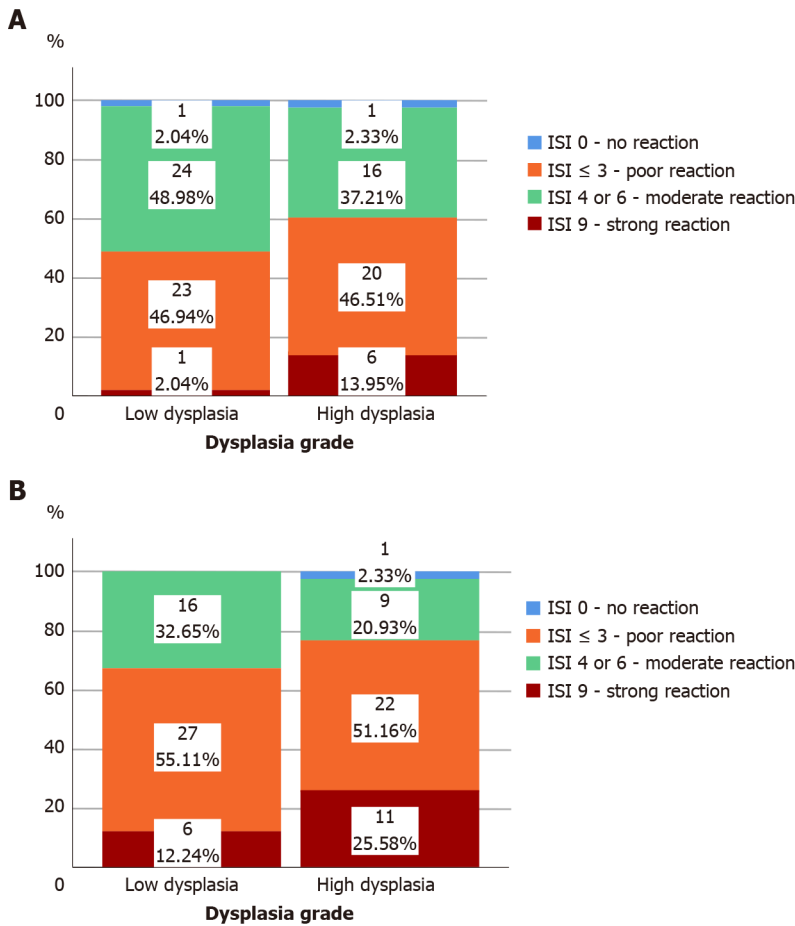 A
%
100
80
60
40
20
0
1
2.04%
24
48.98%
23
46.94%
1
2.04%
1
2.33%
16
37.21%
20
46.51%
6
13.95%
Low dysplasia
High dysplasia
Dysplasia grade
ISI 0 - no reaction
ISI ≤ 3 - poor reaction
ISI 4 or 6 - moderate reaction
ISI 9 - strong reaction
B
%
100
80
60
40
20
0
16
32.65%
27
55.11%
6
12.24%
1
2.33%
9
20.93%
22
51.16%
11
25.58%
Low dysplasia
High dysplasia
Dysplasia grade
ISI 0 - no reaction
ISI ≤ 3 - poor reaction
ISI 4 or 6 - moderate reaction
ISI 9 - strong reaction